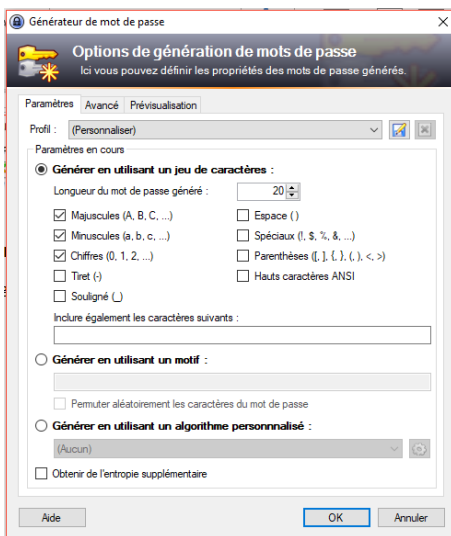 Générateur de mot de passe
Options de génération de mots de passe
Ici vous pouvez définir les propriétés des mots de passe générés.
Paramètres Avancé Prévisualisation
Profil : (Personnaliser)
Paramètres en cours
Générer en utilisant un jeu de caractères :
Longueur du mot de passe généré : 20
Majuscules (A, B, C, ...) Espace ( )
Minuscules (a, b, c, ...) Spéciaux (!, $, %, &, ...)
Chiffres (0, 1, 2, ...) Parenthèses ([, ], {, }, (, ), <, >)
Tiret (-) Hauts caractères ANSI
Souligné (_)
Inclure également les caractères suivants :
Générer en utilisant un motif :
Permuter aléatoirement les caractères du mot de passe
Générer en utilisant un algorithme personnnalisé :
(Aucun)
Obtenir de l'entropie supplémentaire
Aide OK Annuler